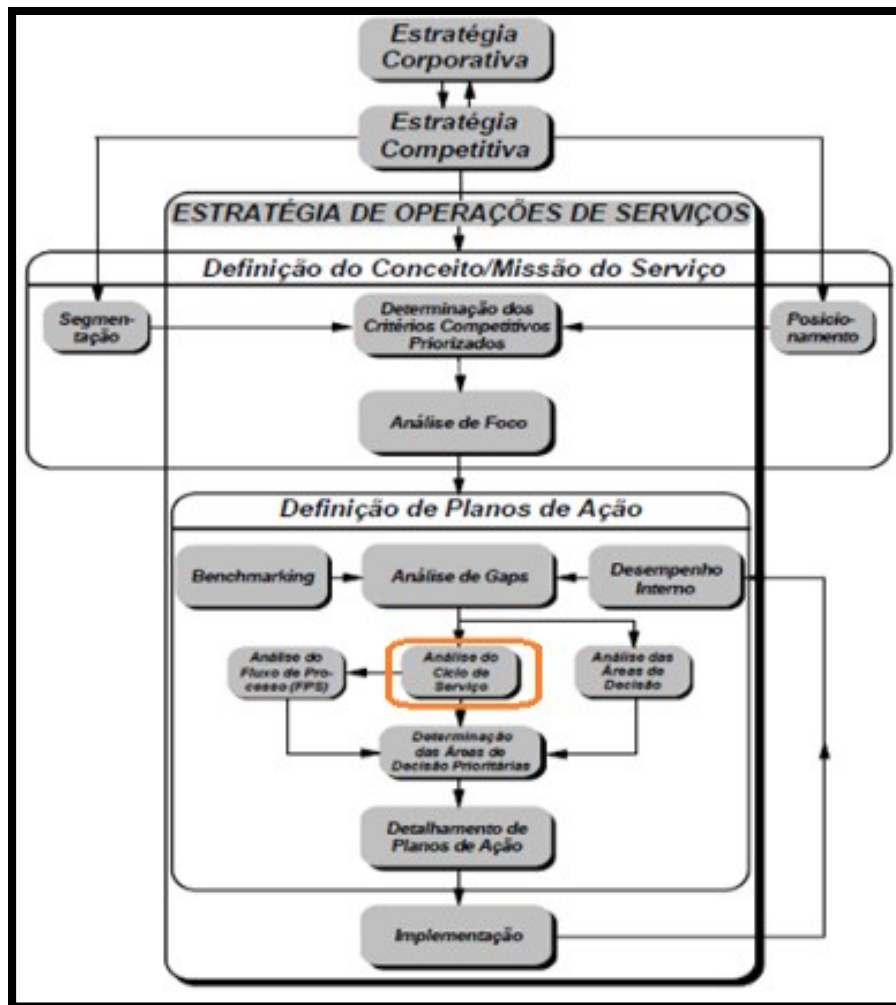 Estratégia
Corporativa
Estratégia
Competitiva
ESTRATÉGIA DE OPERAÇÕES DE SERVIÇOS
Definição do Conceito/Missão do Serviço
Segmen-
tação
Determinação dos
Critérios Competitivos
Priorizados
Posicio-
namento
Análise de Foco
Definição de Planos de Ação
Benchmarking
Análise de Gaps
Desempenho
Interno
Análise do
Fluxo de Pro-
cesso (FPS)
Análise do
Ciclo de
Serviço
Análise das
Áreas de
Decisão
Determinação
das Áreas de
Decisão Prioritárias
Detalhamento de
Planos de Ação
Implementação